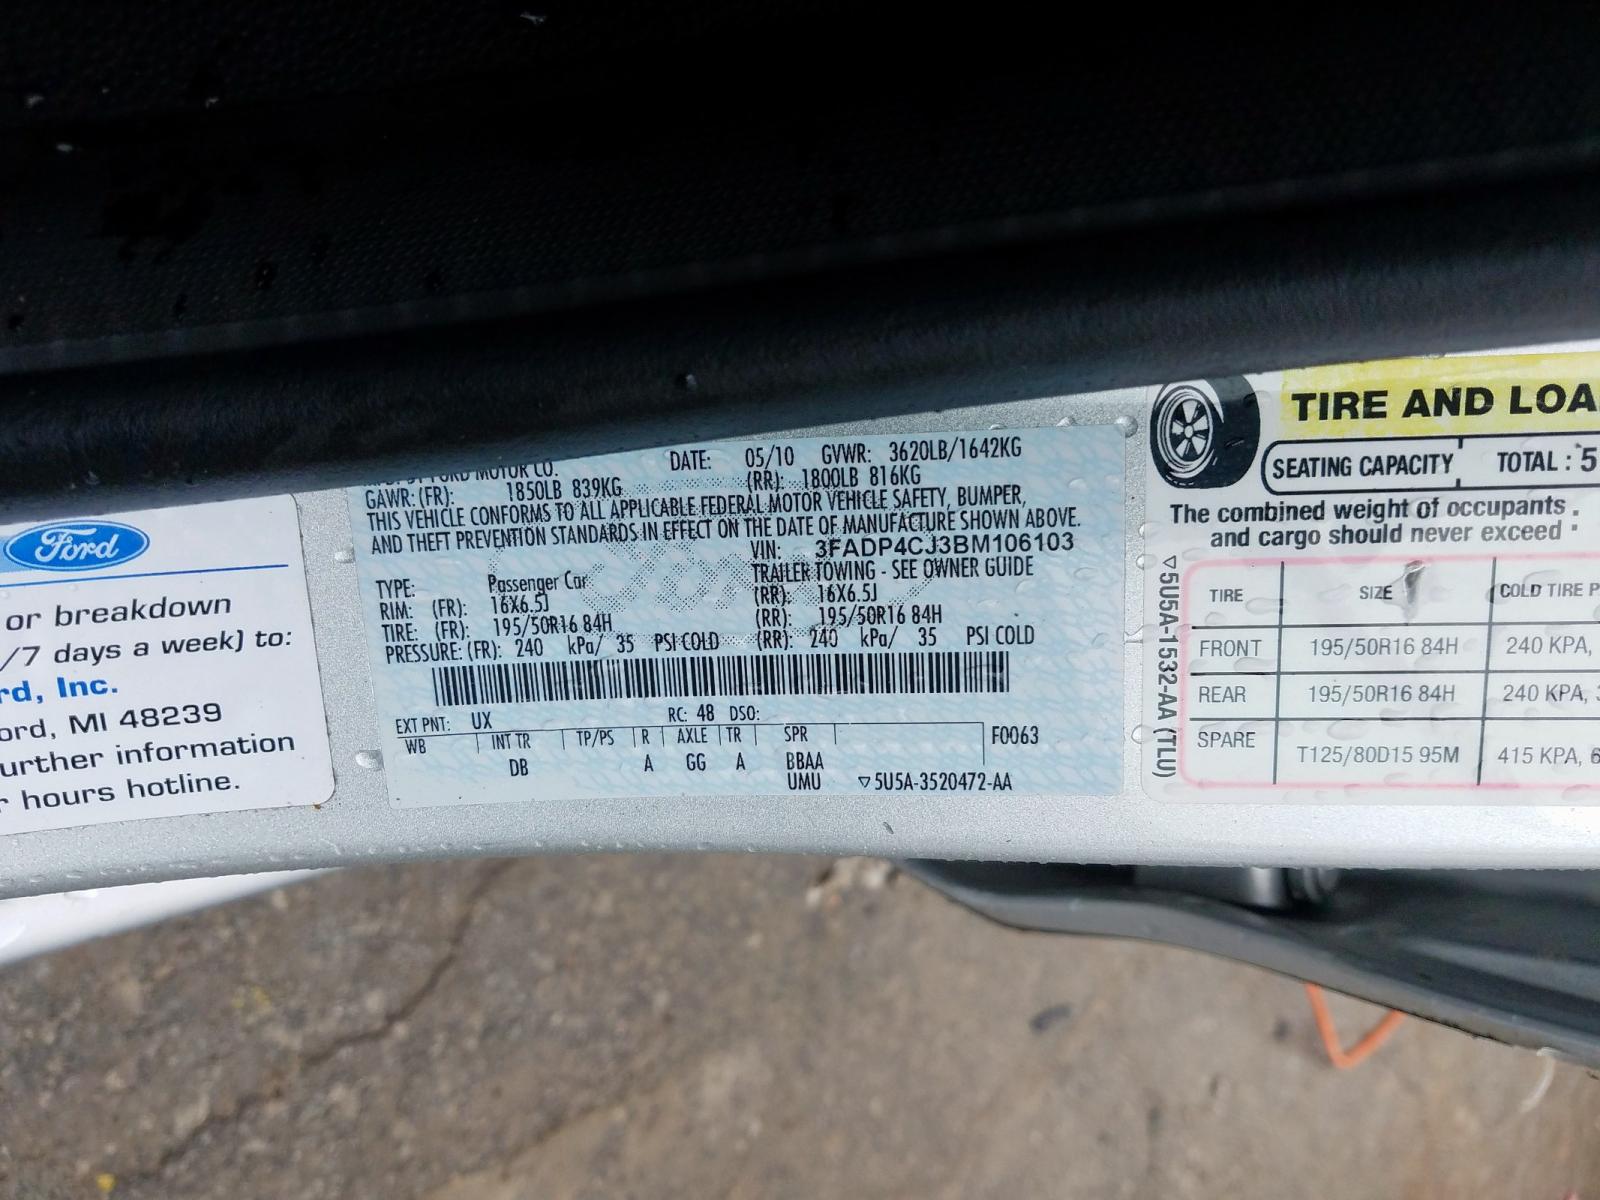 Ford
or breakdown
/7 days a week) to:
rd, Inc.
ord, MI 48239
urther information
r hours hotline.
FORD MOTOR CO. DATE: 05/10 GVWR: 3620LB/1642KG
GAWR: (FR): 1850LB 839KG (RR): 1800LB 816KG
THIS VEHICLE CONFORMS TO ALL APPLICABLE FEDERAL MOTOR VEHICLE SAFETY, BUMPER,
AND THEFT PREVENTION STANDARDS IN EFFECT ON THE DATE OF MANUFACTURE SHOWN ABOVE.
VIN: 3FADP4CJ3BM106103
TYPE: Passenger Car TRAILER TOWING - SEE OWNER GUIDE
RIM: (FR): 16X6.5J (RR): 16X6.5J
TIRE: (FR): 195/50R16 84H (RR): 195/50R16 84H
PRESSURE: (FR): 240 kPa/ 35 PSI COLD (RR): 240 kPa/ 35 PSI COLD
EXT PNT: UX RC: 48 DSO:
WB INT TR TP/PS R AXLE TR SPR F0063
DB A GG A BBAA
UMU ▽5U5A-3520472-AA
▽5U5A-1532-AA (TLU)
TIRE AND LOA
SEATING CAPACITY TOTAL : 5
The combined weight of occupants
and cargo should never exceed
TIRE SIZE COLD TIRE P
FRONT 195/50R16 84H 240 KPA,
REAR 195/50R16 84H 240 KPA, 3
SPARE T125/80D15 95M 415 KPA, 6